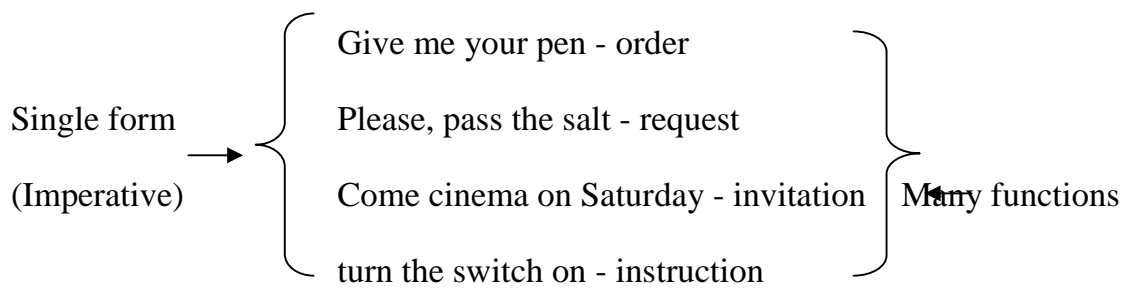 Give me your pen - order
Single form
Please, pass the salt - request
(Imperative)
Come cinema on Saturday - invitation
Many functions
turn the switch on - instruction